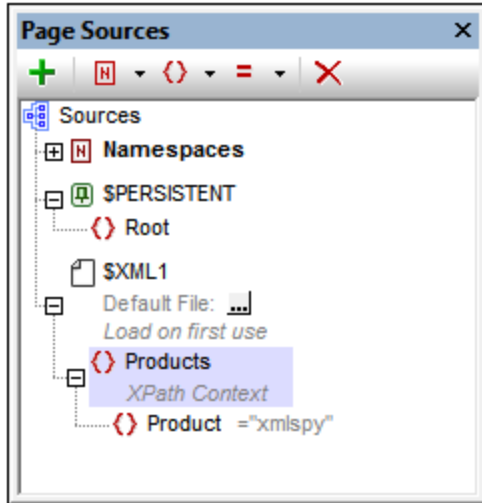 Page Sources
Sources
Namespaces
$PERSISTENT
{} Root
$XML1
Default File: ...
Load on first use
{} Products
XPath Context
{} Product ="xmlspy"